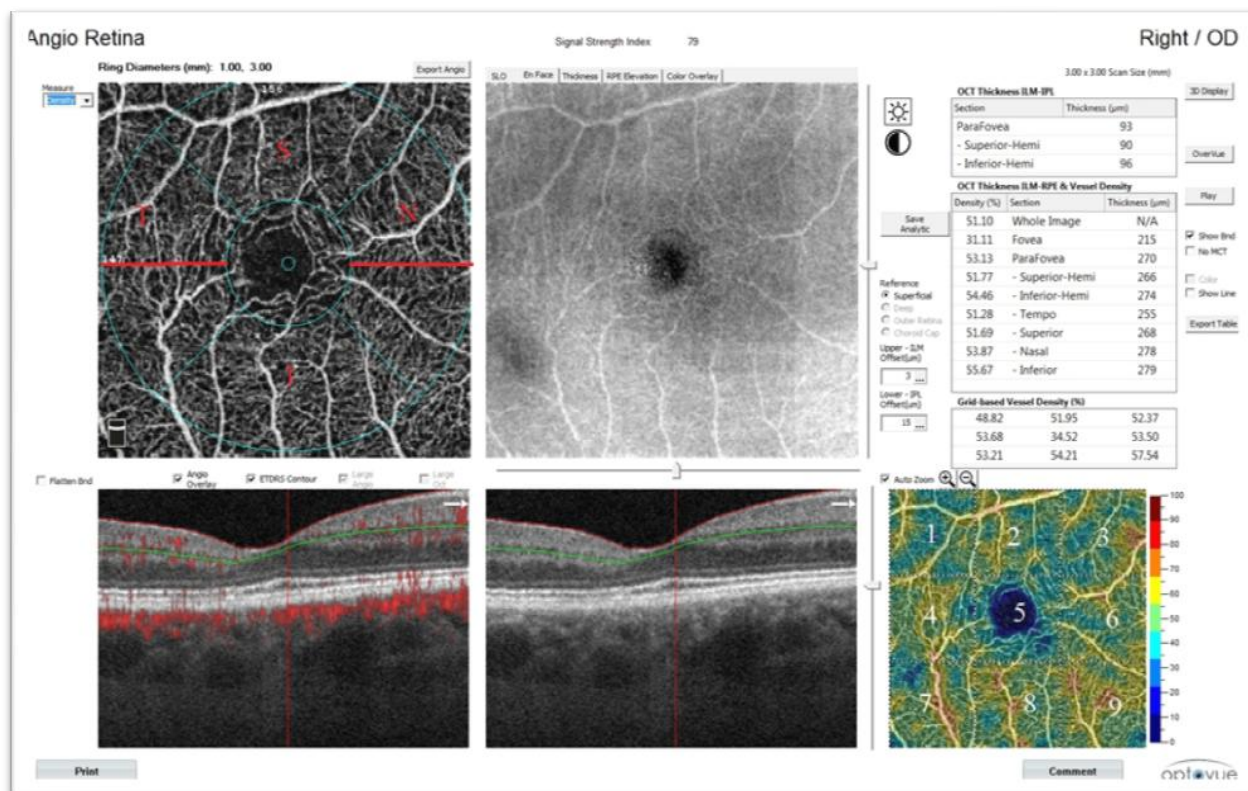 Angio Retina
Signal Strength Index 79
Right / OD
Ring Diameters (mm): 1.00, 3.00
Export Angio
Measure
Density
SLO En Face Thickness RPE Elevation Color Overlay
3.00 x 3.00 Scan Size (mm)
S
T
N
I
OCT Thickness ILM-IPL
Section Thickness (µm)
ParaFovea 93
- Superior-Hemi 90
- Inferior-Hemi 96
OCT Thickness ILM-RPE & Vessel Density
Density (%) Section Thickness (µm)
51.10 Whole Image N/A
31.11 Fovea 215
53.13 ParaFovea 270
51.77 - Superior-Hemi 266
54.46 - Inferior-Hemi 274
51.28 - Tempo 255
51.69 - Superior 268
53.87 - Nasal 278
55.67 - Inferior 279
Grid-based Vessel Density (%)
48.82 51.95 52.37
53.68 34.52 53.50
53.21 54.21 57.54
3D Display
OverVue
Play
Show Bnd
No MCT
Color
Show Line
Export Table
Save
Analytic
Reference
Superficial
Deep
Outer Retina
Choroid Cap
Upper - ILM
Offset(µm)
3 ...
Lower - IPL
Offset(µm)
15 ...
Flatten Bnd
Angio
Overlay
ETDRS Contour
Large
Angio
Large
Oct
Auto Zoom
1 2 3
4 5 6
7 8 9
100
90
80
70
60
50
40
30
20
10
0
Print
Comment
optovue